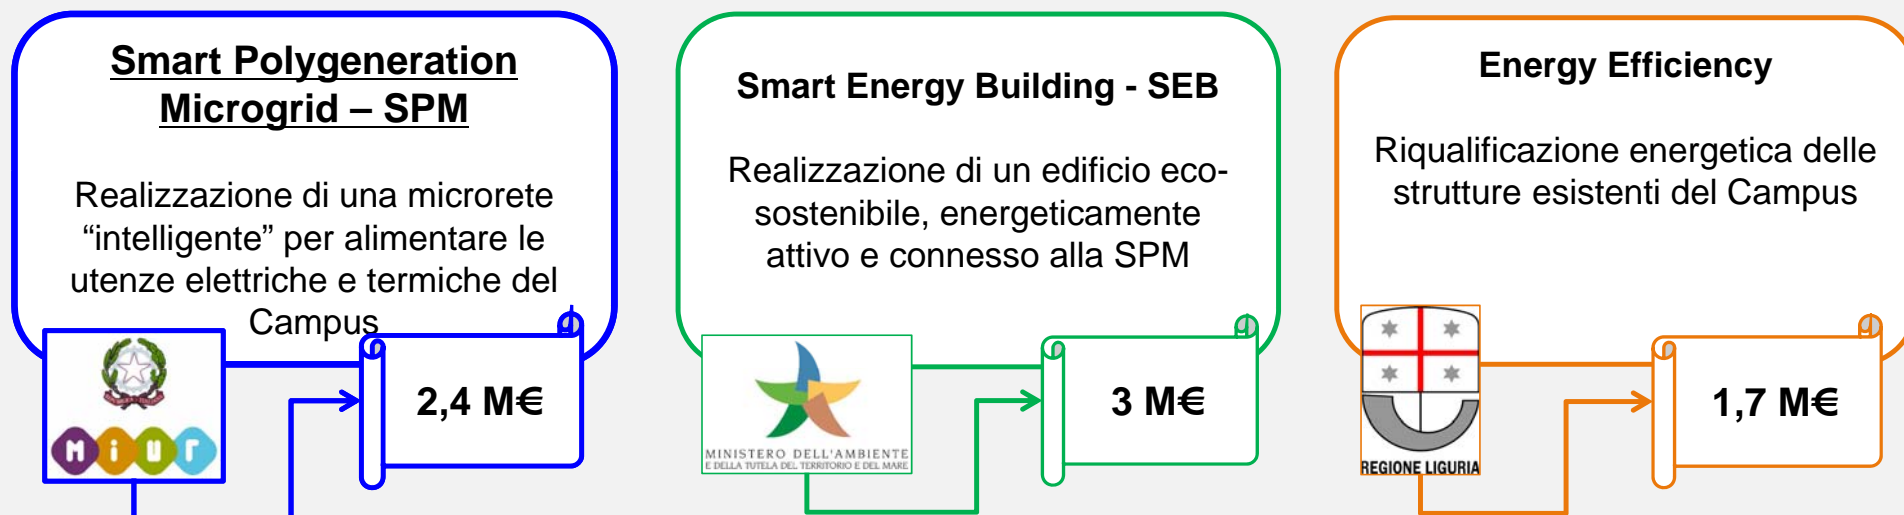 Smart Polygeneration
Microgrid – SPM
Realizzazione di una microrete
“intelligente” per alimentare le
utenze elettriche e termiche del
Campus
miur
2,4 M€
Smart Energy Building - SEB
Realizzazione di un edificio eco-
sostenibile, energeticamente
attivo e connesso alla SPM
MINISTERO DELL'AMBIENTE
E DELLA TUTELA DEL TERRITORIO E DEL MARE
3 M€
Energy Efficiency
Riqualificazione energetica delle
strutture esistenti del Campus
REGIONE LIGURIA
1,7 M€